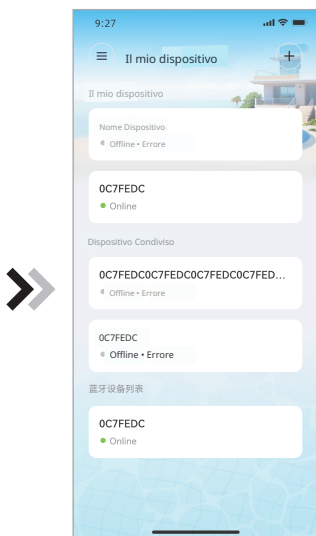 9:27
Il mio dispositivo
Il mio dispositivo
Nome Dispositivo
Offline • Errore
0C7FEDC
Online
Dispositivo Condiviso
0C7FEDC0C7FEDC0C7FEDC0C7FED...
Offline • Errore
0C7FEDC
Offline • Errore
蓝牙设备列表
0C7FEDC
Online